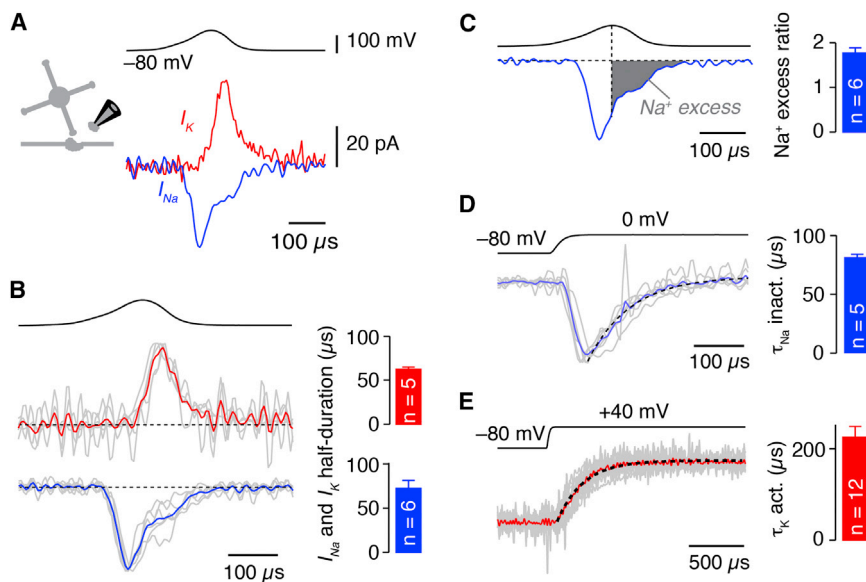 A
100 mV
−80 mV
I_K
20 pA
I_Na
100 µs
B
100
50
0
n = 5
100
50
0
n = 6
I_Na and I_K half-duration (µs)
100 µs
C
Na⁺ excess
100 µs
2
1
0
Na⁺ excess ratio
n = 6
D
0 mV
−80 mV
100 µs
100
50
0
τ_Na inact. (µs)
n = 5
E
+40 mV
−80 mV
500 µs
200
0
τ_K act. (µs)
n = 12